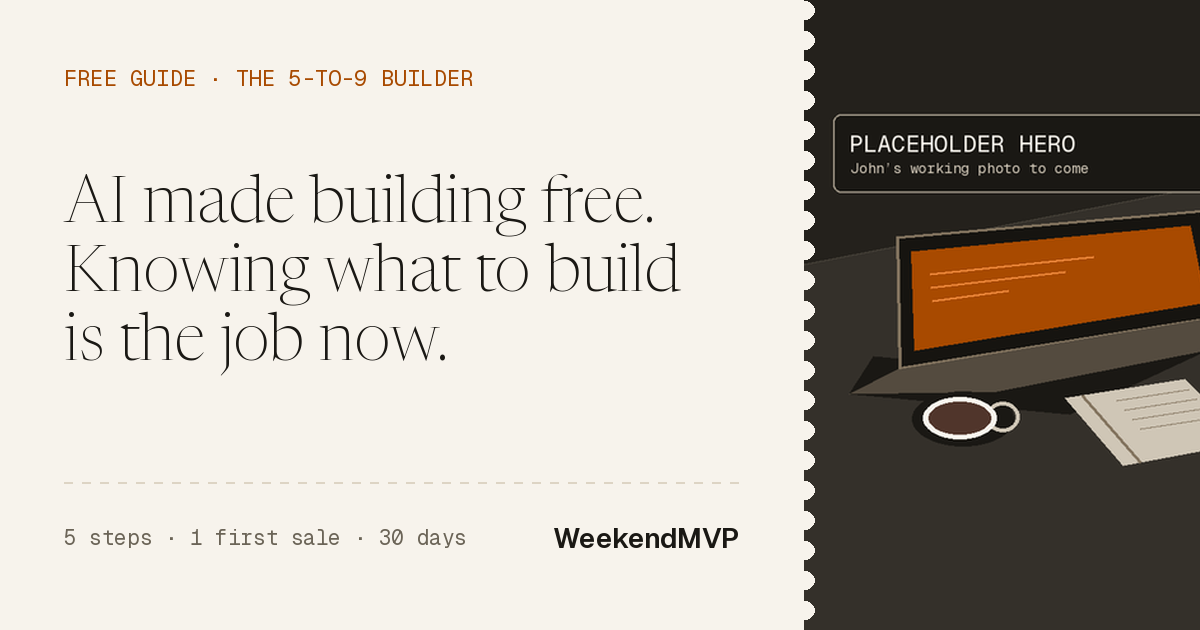 FREE GUIDE · THE 5-TO-9 BUILDER
AI made building free.
Knowing what to build
is the job now.
5 steps · 1 first sale · 30 days
WeekendMVP
PLACEHOLDER HERO
John's working photo to come